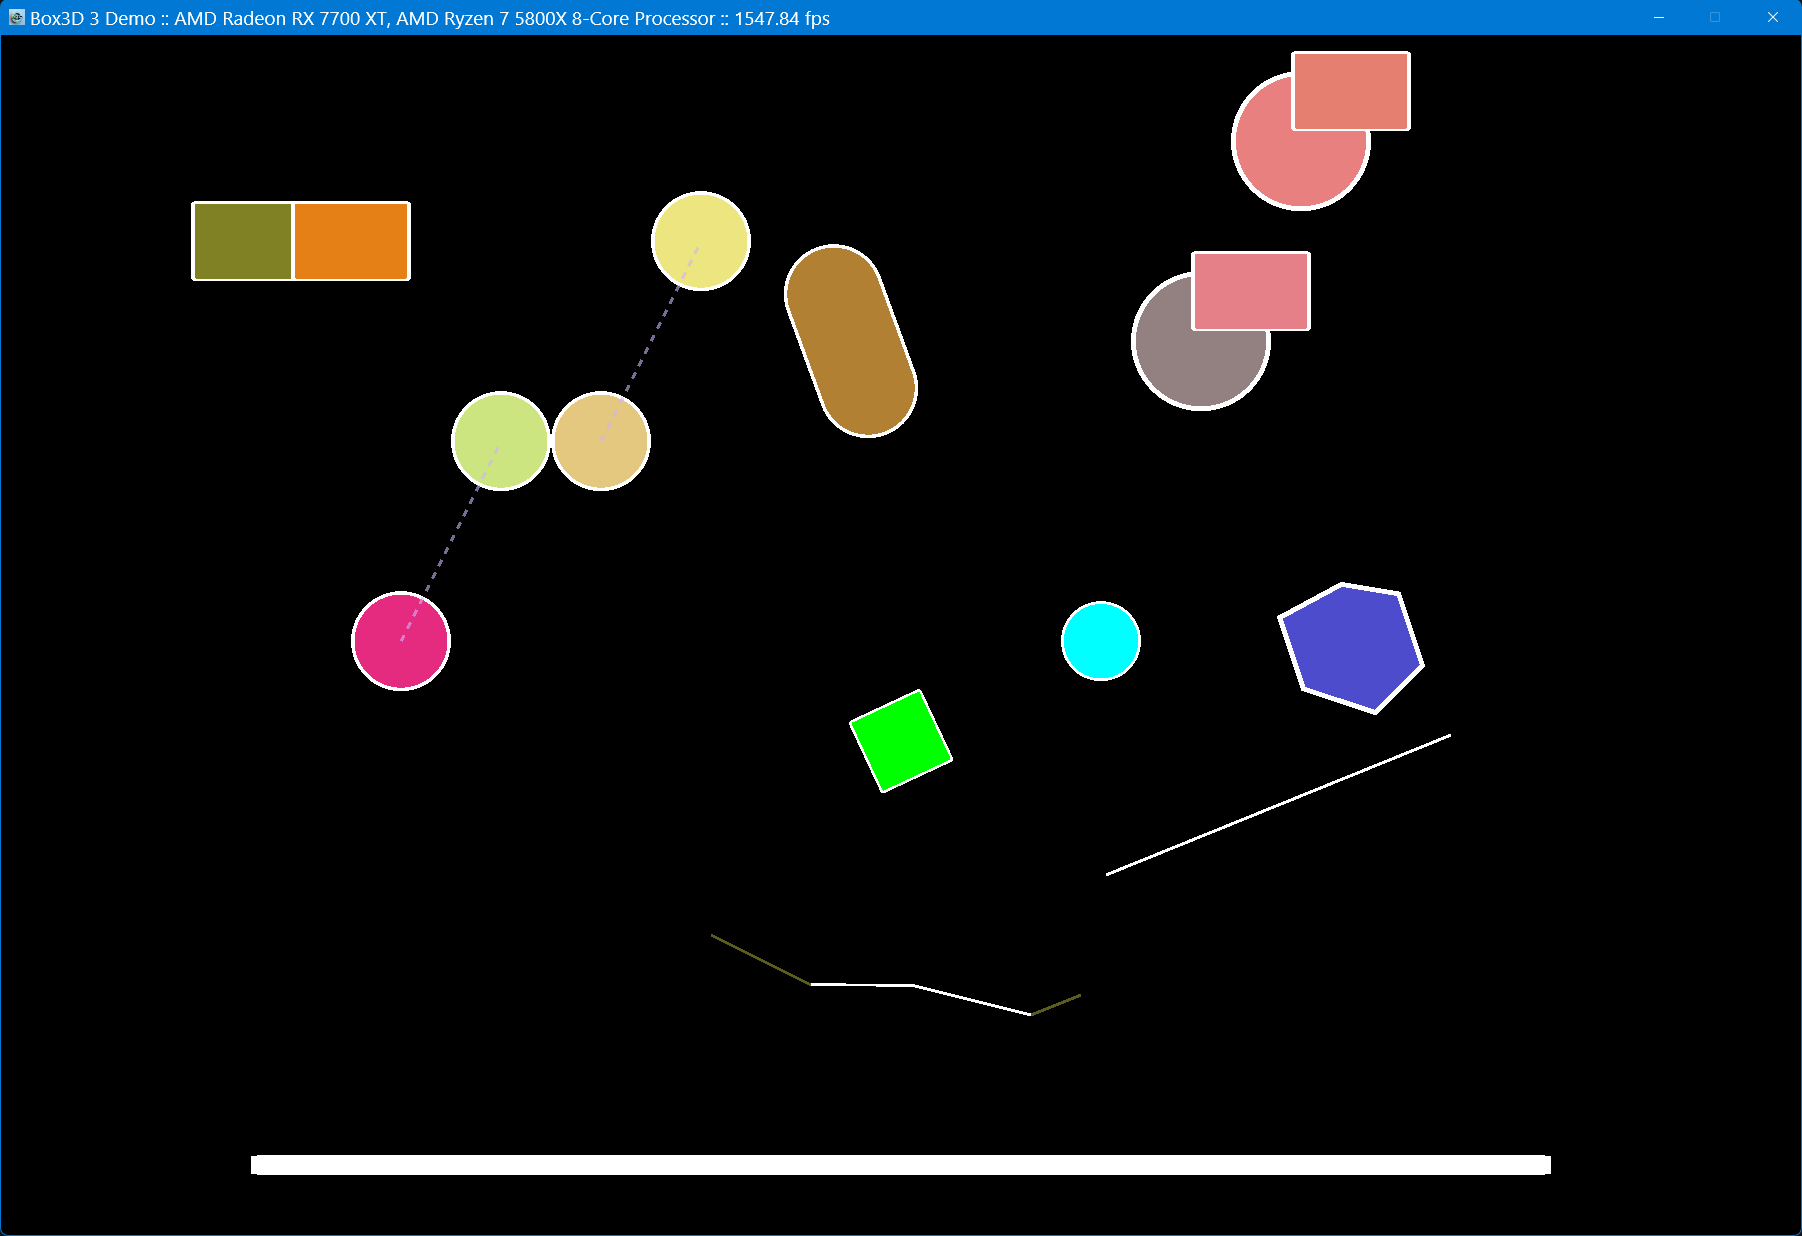 Box3D 3 Demo :: AMD Radeon RX 7700 XT, AMD Ryzen 7 5800X 8-Core Processor :: 1547.84 fps